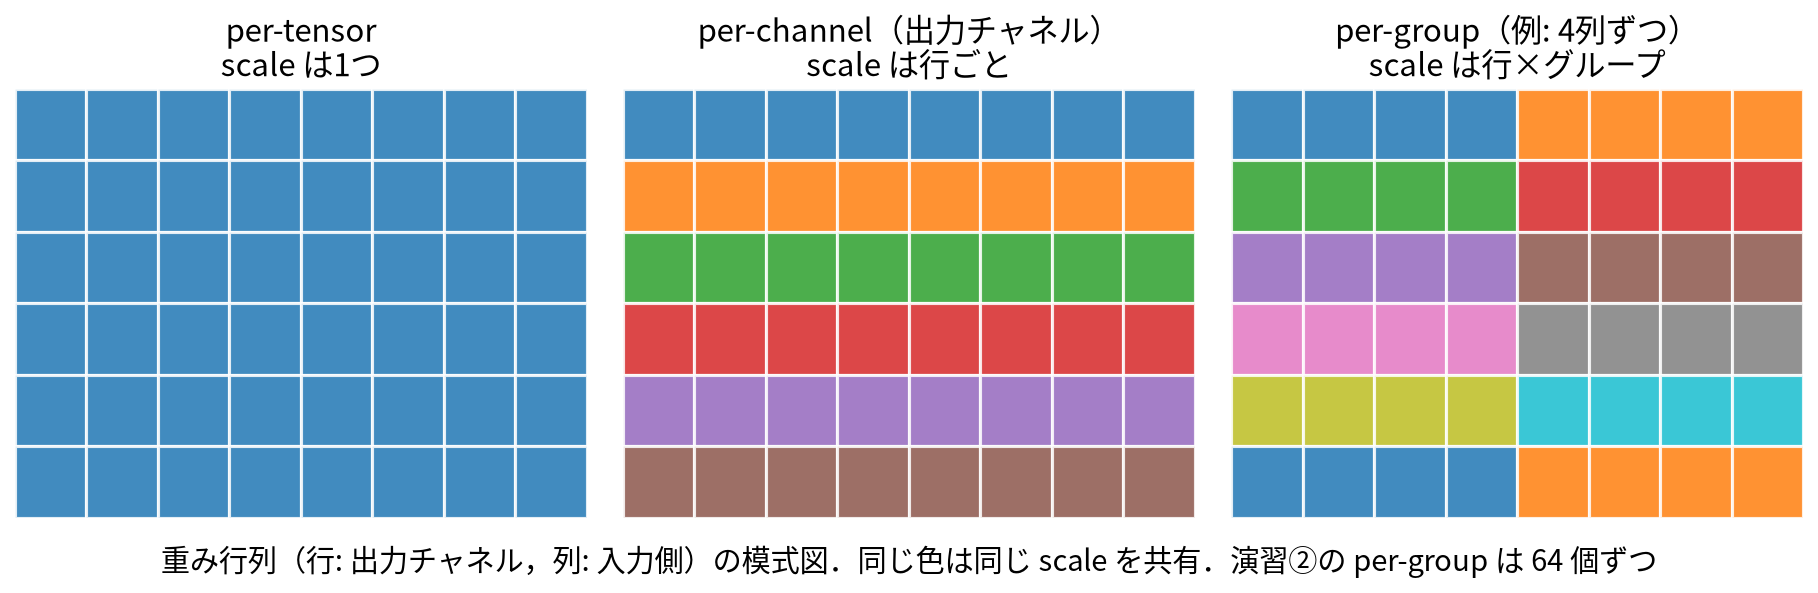 per-tensor
scale は1つ
per-channel（出力チャネル）
scale は行ごと
per-group（例: 4列ずつ）
scale は行×グループ
重み行列（行: 出力チャネル，列: 入力側）の模式図．同じ色は同じ scale を共有．演習②の per-group は 64 個ずつ